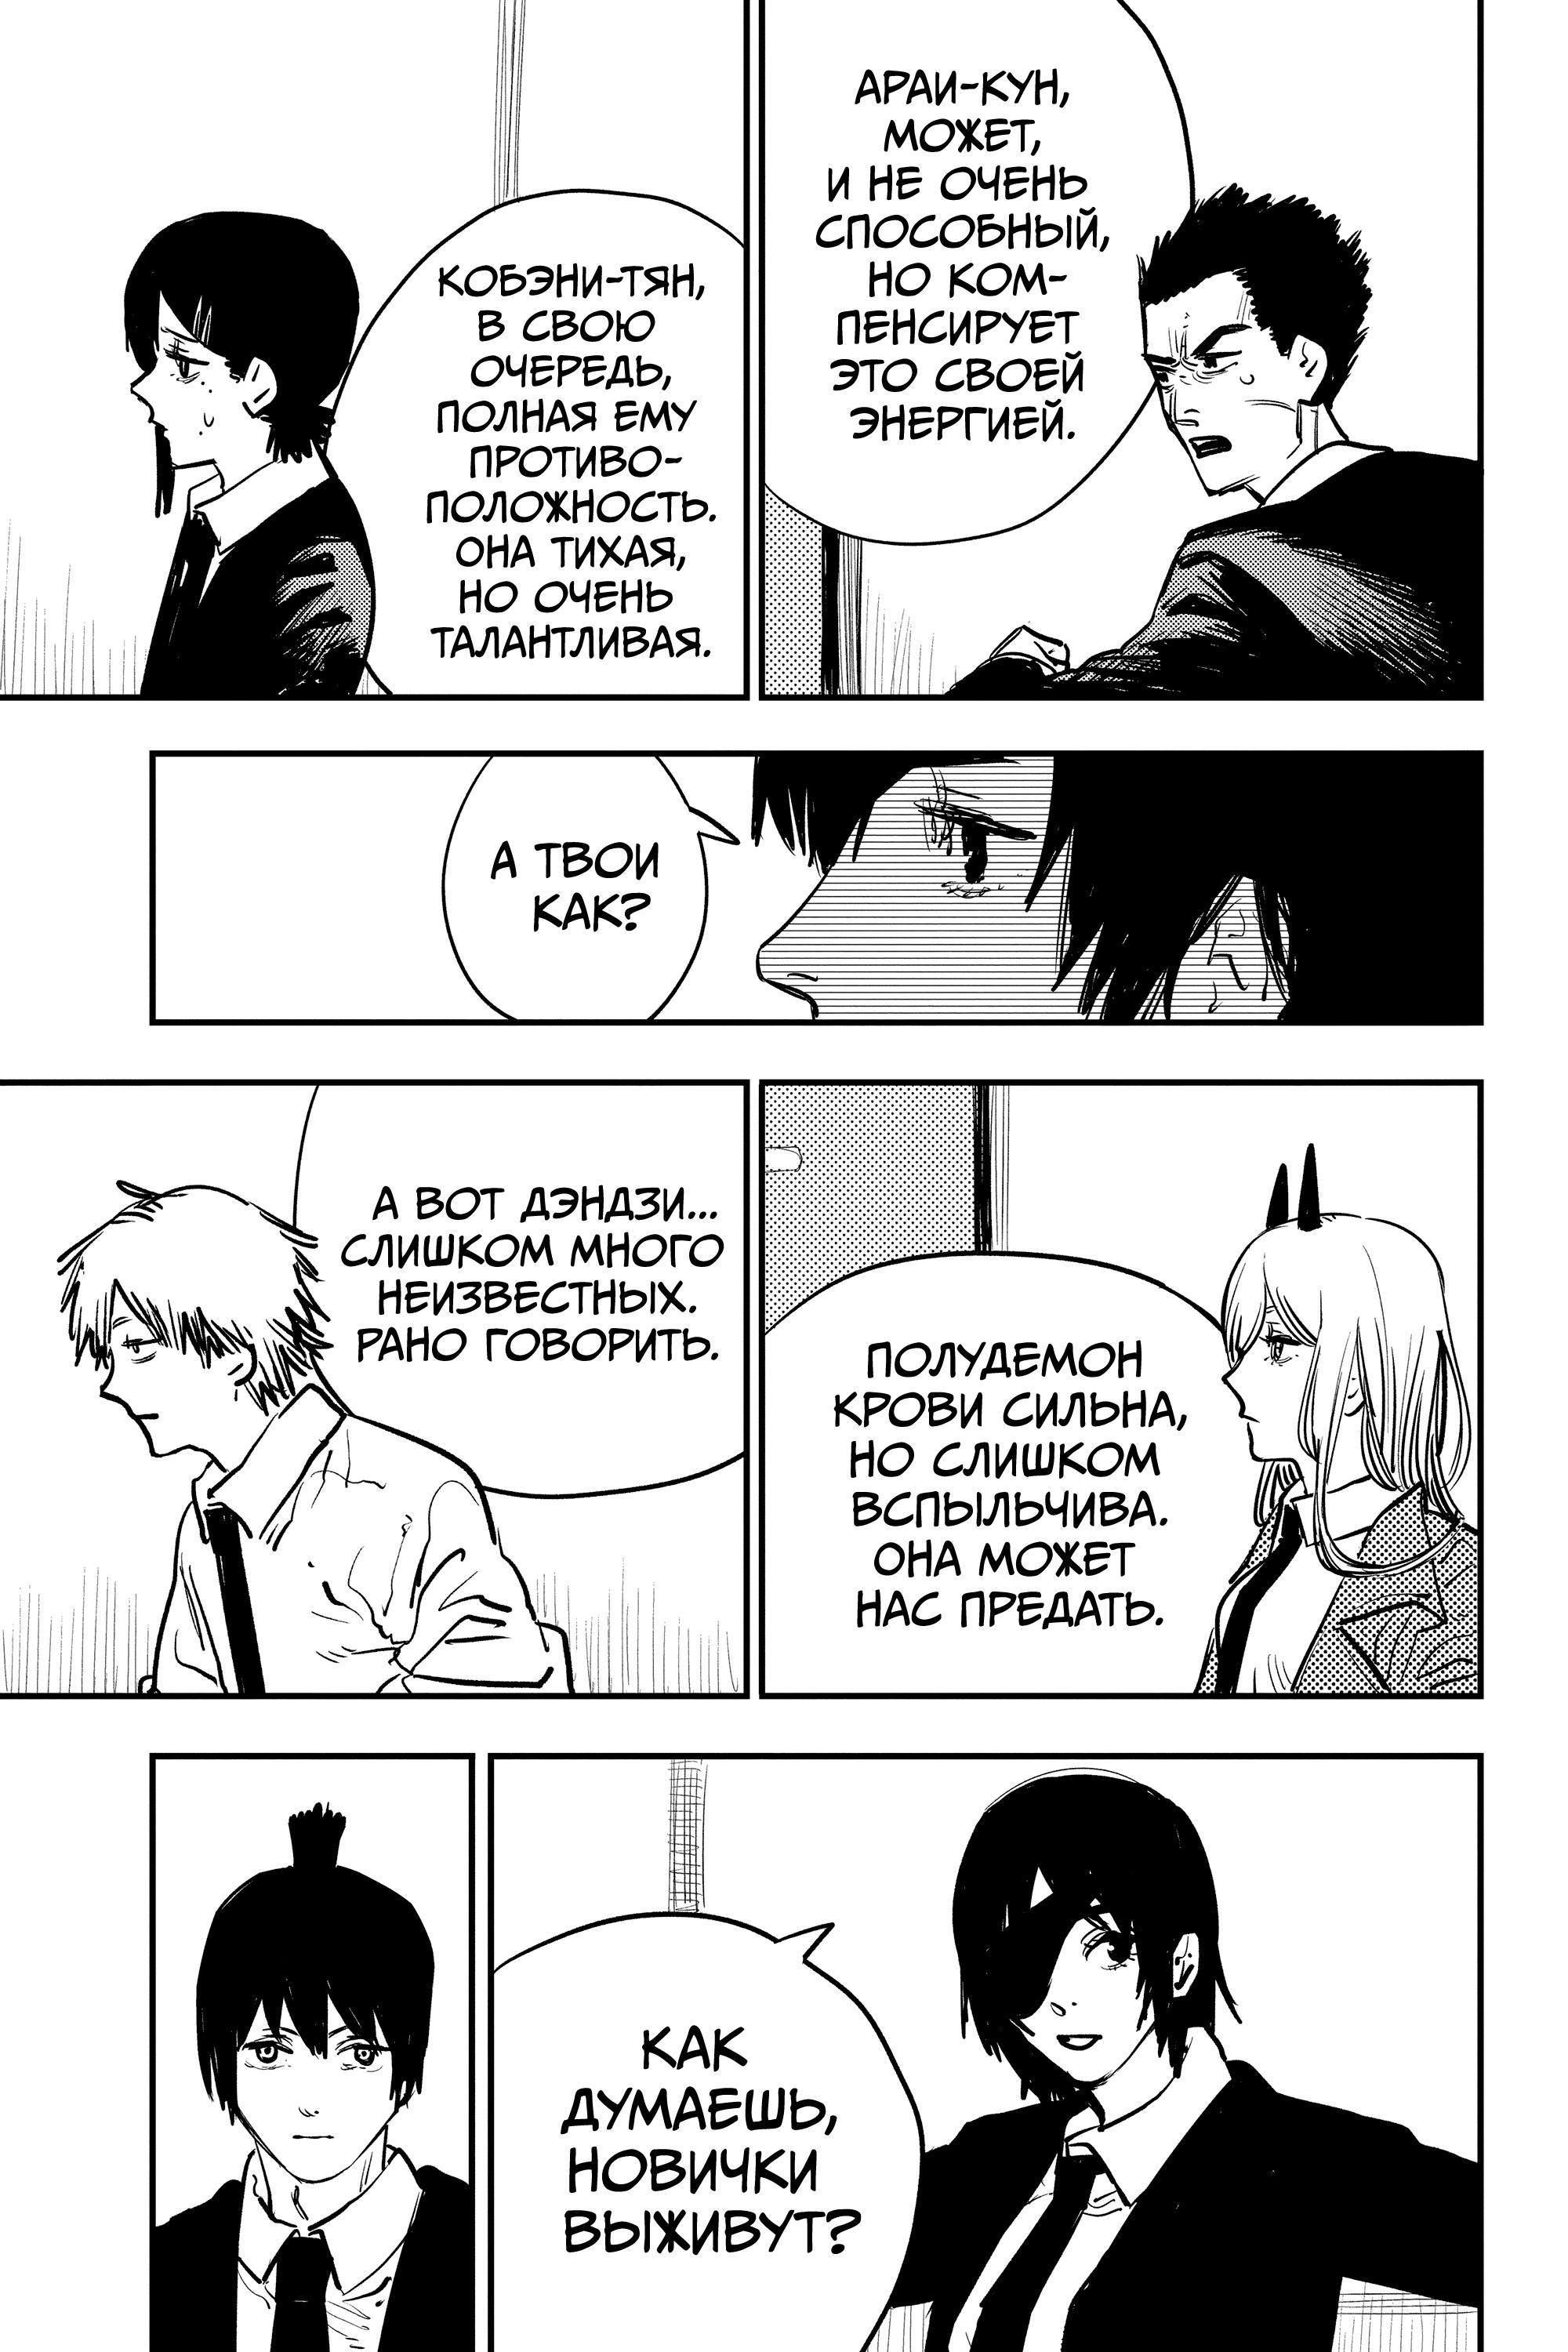 АРАИ-КУН,
МОЖЕТ,
И НЕ ОЧЕНЬ
СПОСОБНЫЙ,
НО КОМ-
ПЕНСИРУЕТ
ЭТО СВОЕЙ
ЭНЕРГИЕЙ.
КОБЭНИ-ТЯН,
В СВОЮ
ОЧЕРЕДЬ,
ПОЛНАЯ ЕМУ
ПРОТИВО-
ПОЛОЖНОСТЬ.
ОНА ТИХАЯ,
НО ОЧЕНЬ
ТАЛАНТЛИВАЯ.
А ТВОИ
КАК?
ПОЛУДЕМОН
КРОВИ СИЛЬНА,
НО СЛИШКОМ
ВСПЫЛЬЧИВА.
ОНА МОЖЕТ
НАС ПРЕДАТЬ.
А ВОТ ДЭНДЗИ...
СЛИШКОМ МНОГО
НЕИЗВЕСТНЫХ.
РАНО ГОВОРИТЬ.
КАК
ДУМАЕШЬ,
НОВИЧКИ
ВЫЖИВУТ?